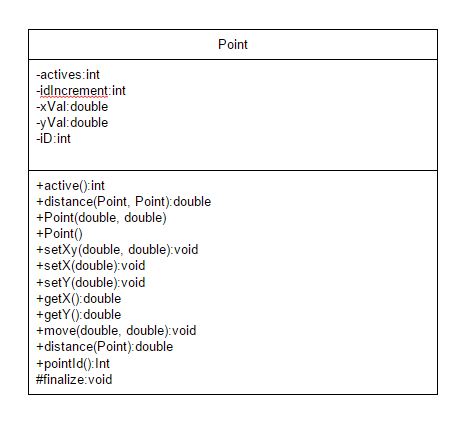 Point
-actives:int
-idIncrement:int
-xVal:double
-yVal:double
-iD:int
+active():int
+distance(Point, Point):double
+Point(double, double)
+Point()
+setXy(double, double):void
+setX(double):void
+setY(double):void
+getX():double
+getY():double
+move(double, double):void
+distance(Point):double
+pointId():Int
#finalize:void